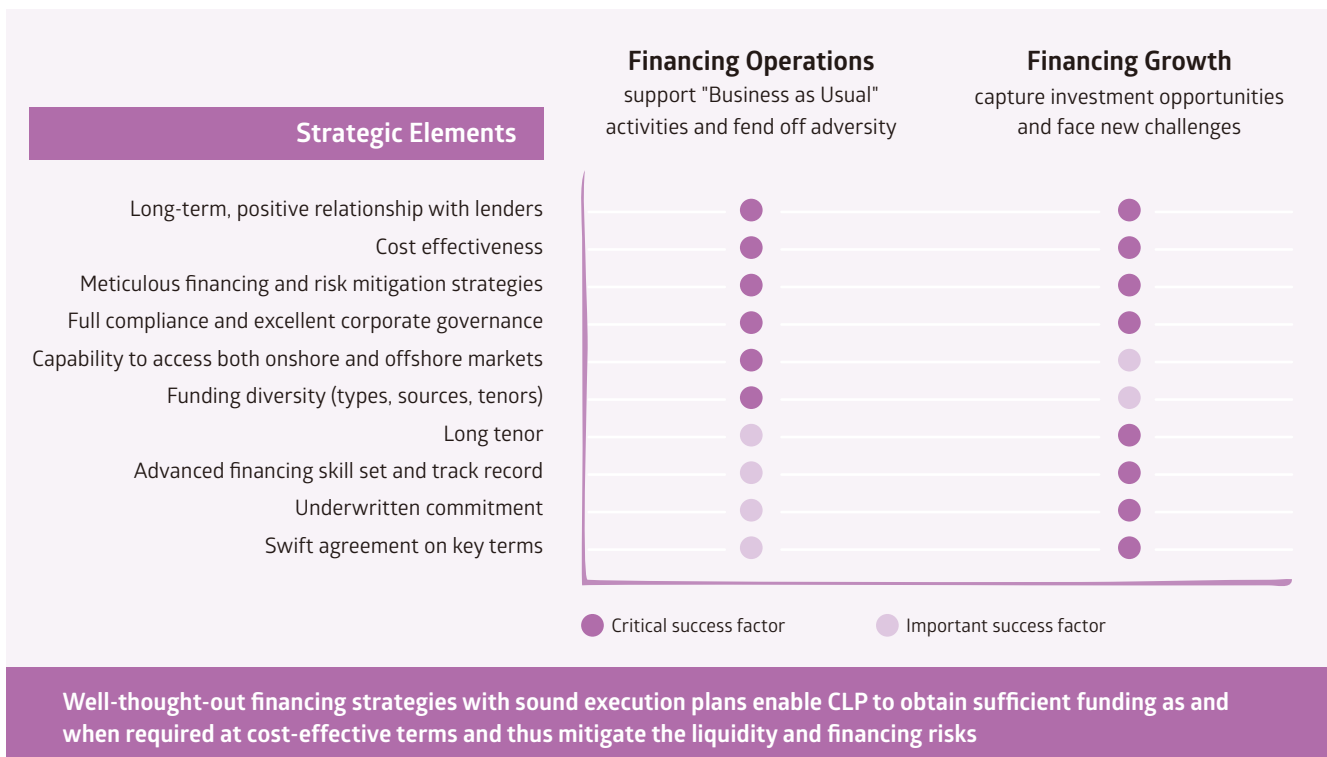 Financing Operations
support "Business as Usual"
activities and fend off adversity
Financing Growth
capture investment opportunities
and face new challenges
Strategic Elements
Long-term, positive relationship with lenders
Cost effectiveness
Meticulous financing and risk mitigation strategies
Full compliance and excellent corporate governance
Capability to access both onshore and offshore markets
Funding diversity (types, sources, tenors)
Long tenor
Advanced financing skill set and track record
Underwritten commitment
Swift agreement on key terms
Critical success factor
Important success factor
Well-thought-out financing strategies with sound execution plans enable CLP to obtain sufficient funding as and
when required at cost-effective terms and thus mitigate the liquidity and financing risks